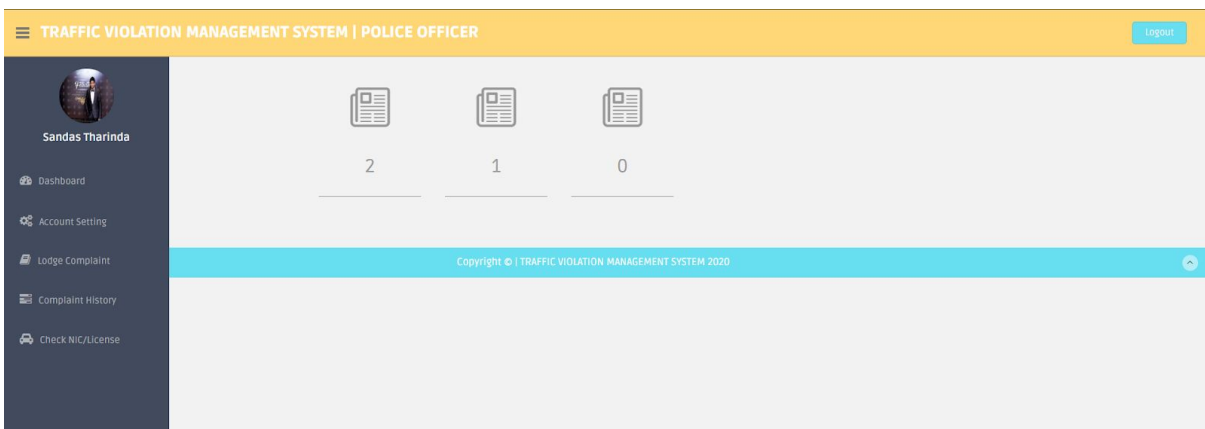 TRAFFIC VIOLATION MANAGEMENT SYSTEM | POLICE OFFICER
Logout
Sandas Tharinda
Dashboard
Account Setting
Lodge Complaint
Complaint History
Check NIC/License
2 1 0
Copyright © | TRAFFIC VIOLATION MANAGEMENT SYSTEM 2020